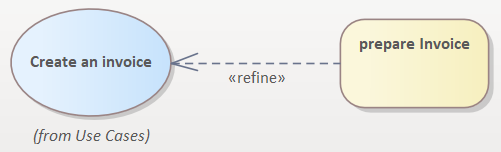 Create an invoice
prepare Invoice
«refine»
(from Use Cases)